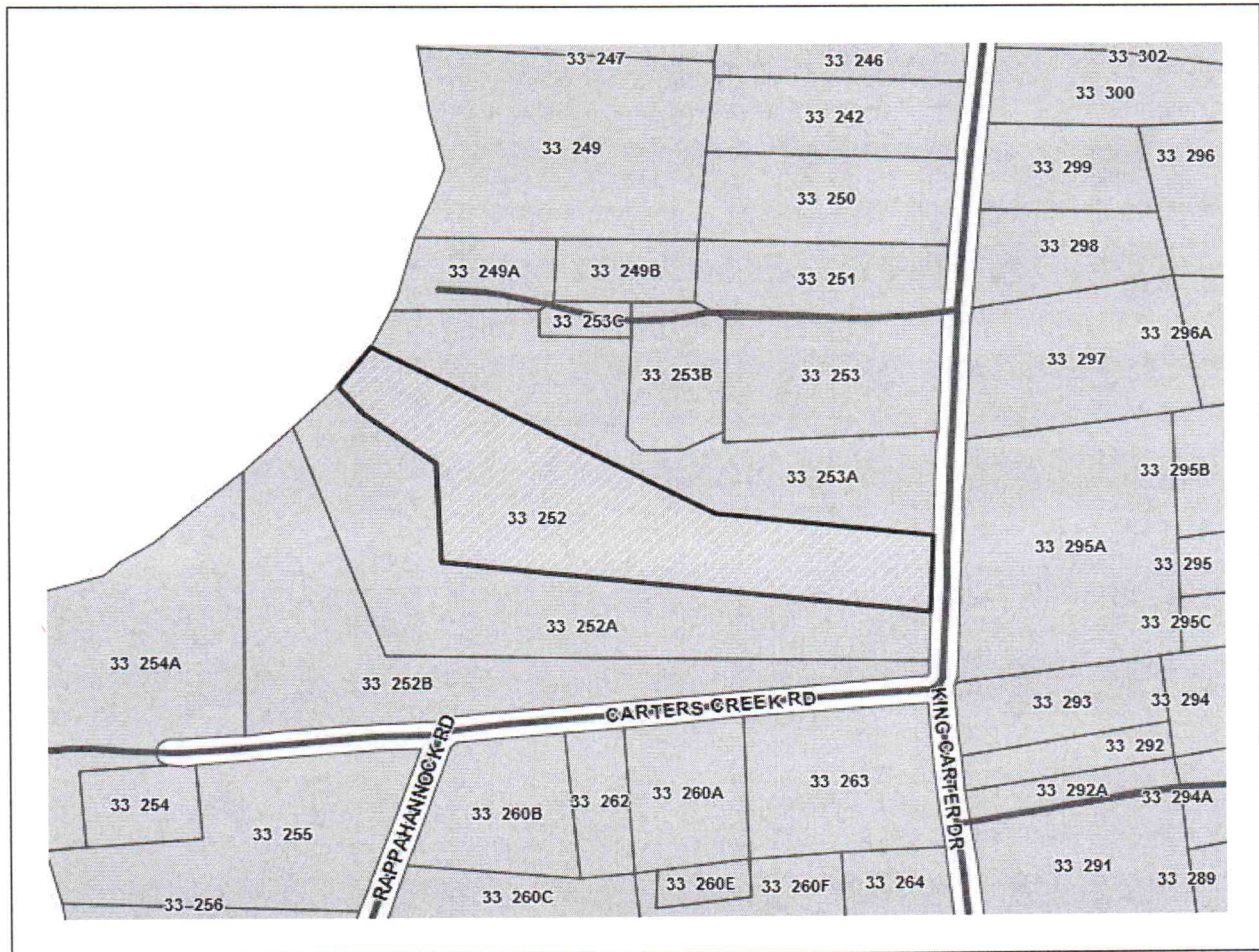 33 247
33 246
33 302
33 300
33 242
33 249
33 299
33 296
33 250
33 298
33 249A
33 249B
33 251
33 253C
33 296A
33 297
33 253B
33 253
33 253A
33 295B
33 252
33 295A
33 295
33 295C
33 252A
33 254A
33 252B
33 293
33 294
CARTERS CREEK RD
KING CARTER DR
RAPPAHANNOCK RD
33 292
33 263
33 292A
33 294A
33 260A
33 262
33 254
33 260B
33 255
33 291
33 289
33 264
33 260E
33 260F
33 260C
33 256